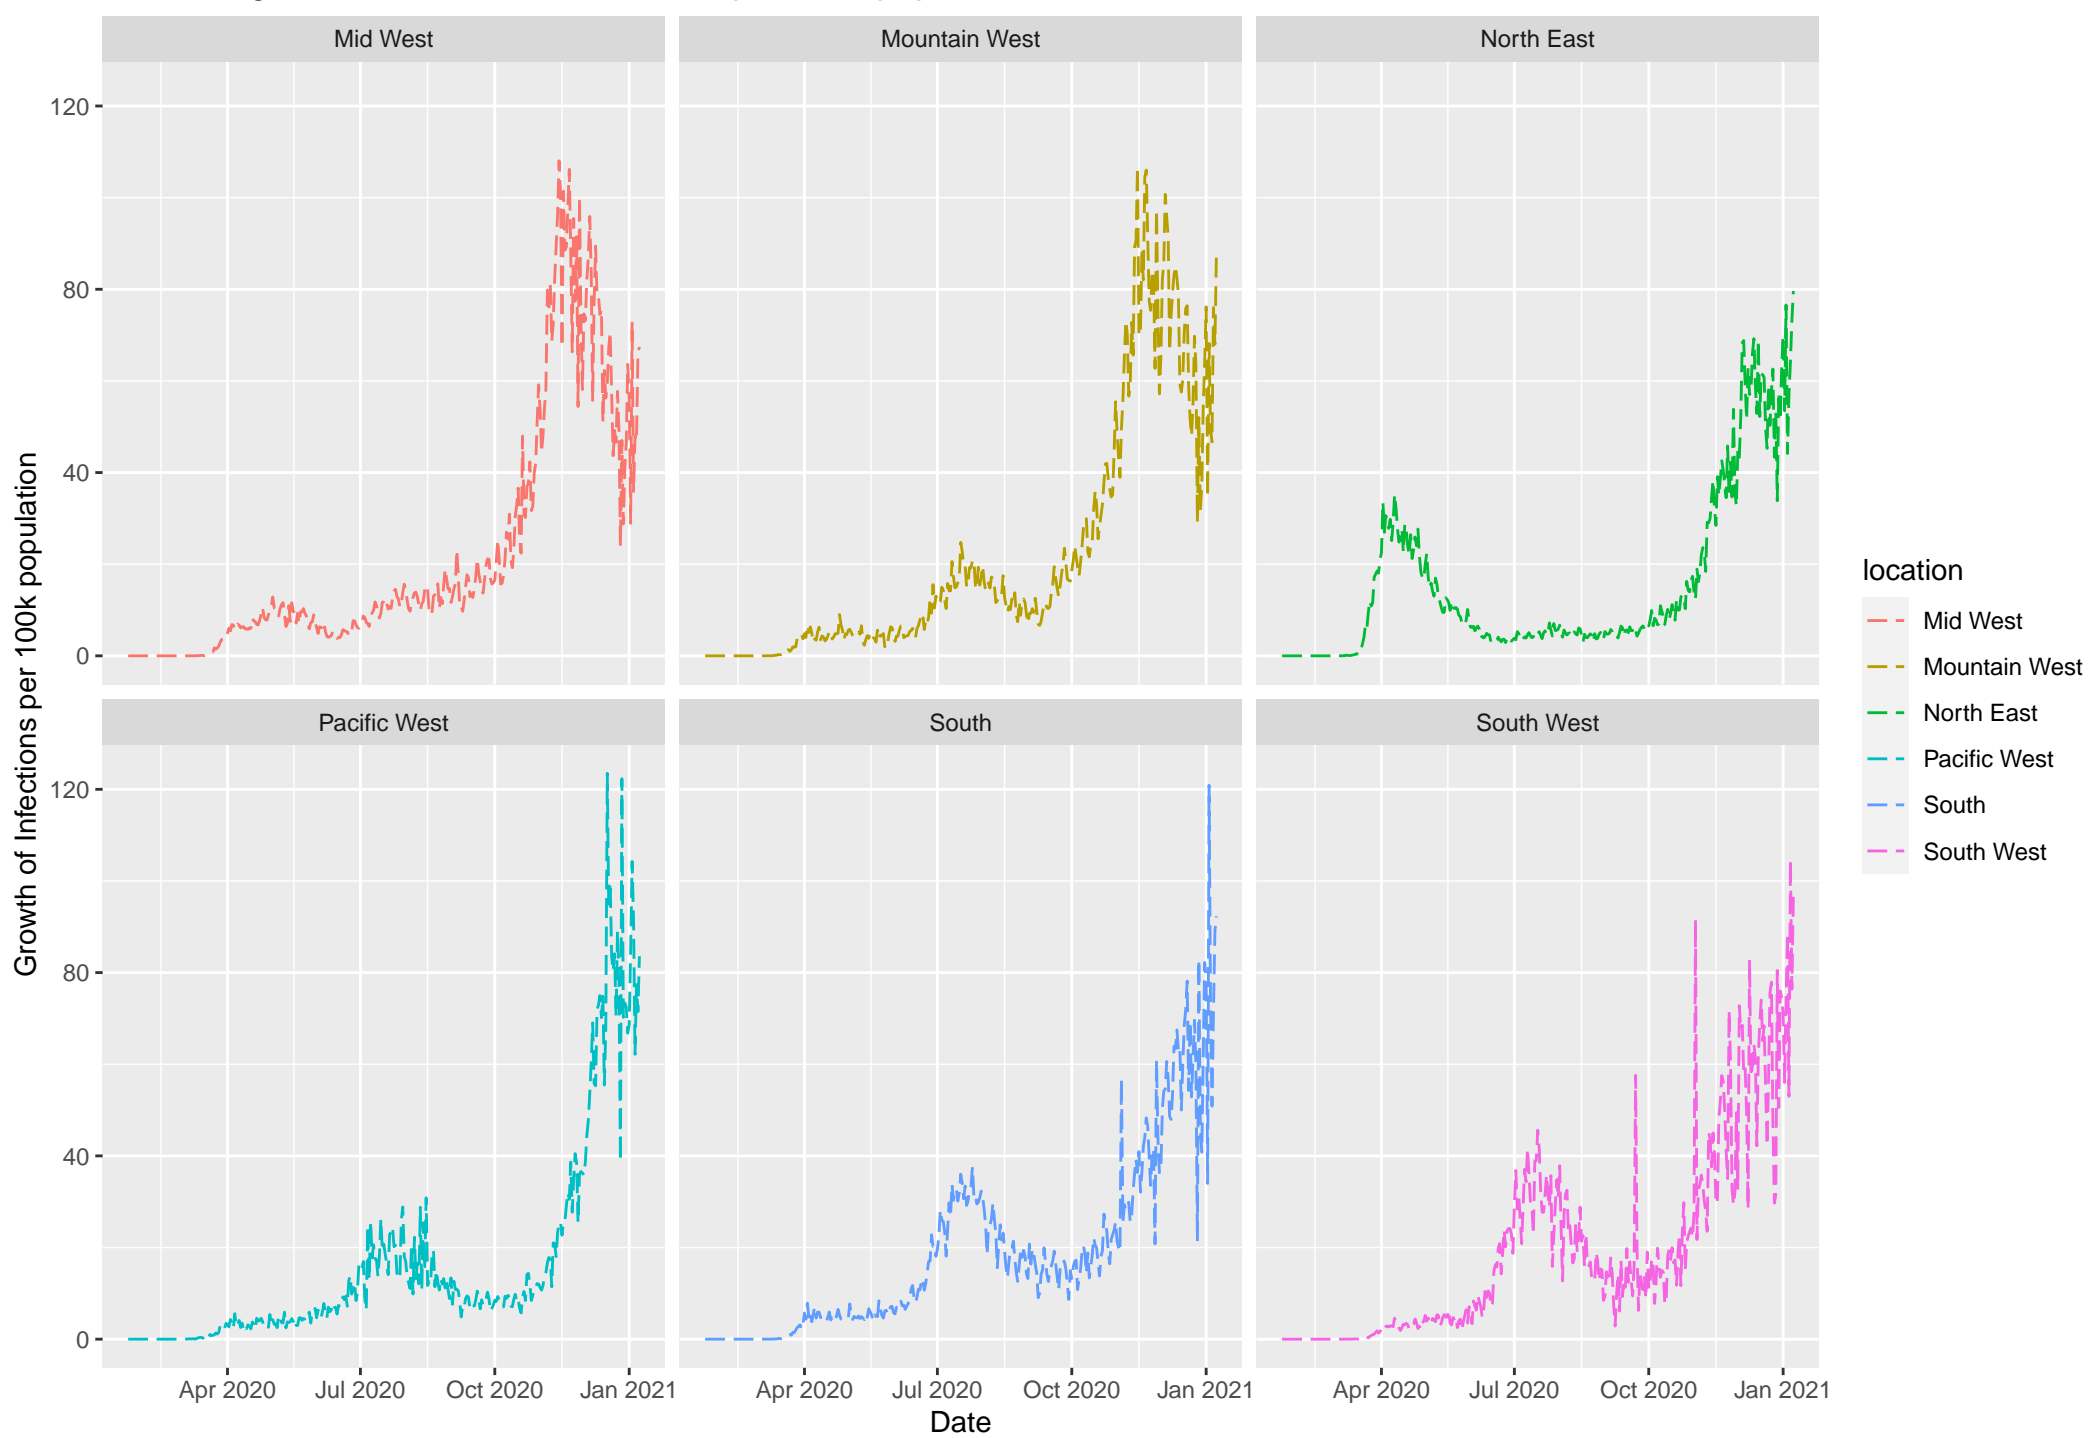 Mid West
Mountain West
North East
120
80
40
0
Growth of Infections per 100k population
Pacific West
South
South West
120
80
40
0
Apr 2020
Jul 2020
Oct 2020
Jan 2021
Apr 2020
Jul 2020
Oct 2020
Jan 2021
Apr 2020
Jul 2020
Oct 2020
Jan 2021
Date
location
Mid West
Mountain West
North East
Pacific West
South
South West